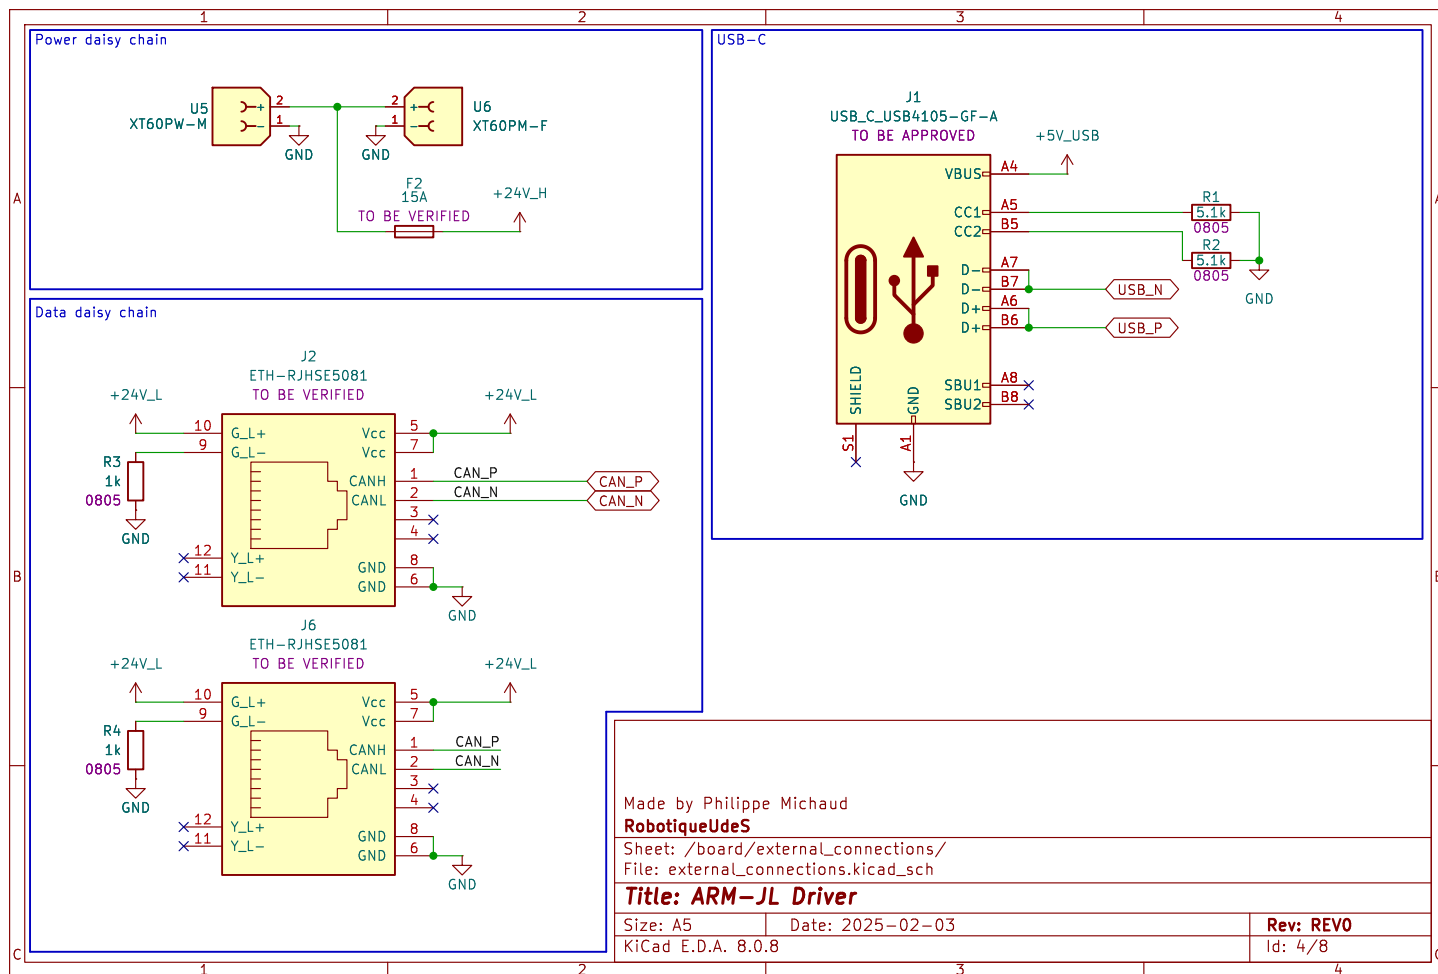 1 2 3 4
Power daisy chain
U5
XT60PW-M
+ 2
- 1
GND
2 +
1 -
GND
U6
XT60PM-F
F2
15A
TO BE VERIFIED
+24V_H
A
USB-C
J1
USB_C_USB4105-GF-A
TO BE APPROVED
+5V_USB
VBUS A4
CC1 A5
CC2 B5
D- A7
D- B7
D+ A6
D+ B6
SBU1 A8
SBU2 B8
SHIELD
S1
GND
A1
GND
R1
5.1k
0805
R2
5.1k
0805
GND
USB_N
USB_P
Data daisy chain
J2
ETH-RJHSE5081
TO BE VERIFIED
+24V_L
+24V_L
10 G_L+
9 G_L-
12 Y_L+
11 Y_L-
Vcc 5
Vcc 7
CANH 1
CANL 2
3
4
GND 8
GND 6
R3
1k
0805
GND
CAN_P
CAN_N
CAN_P
CAN_N
GND
B
J6
ETH-RJHSE5081
TO BE VERIFIED
+24V_L
+24V_L
10 G_L+
9 G_L-
12 Y_L+
11 Y_L-
Vcc 5
Vcc 7
CANH 1
CANL 2
3
4
GND 8
GND 6
R4
1k
0805
GND
CAN_P
CAN_N
GND
Made by Philippe Michaud
RobotiqueUdeS
Sheet: /board/external_connections/
File: external_connections.kicad_sch
Title: ARM-JL Driver
Size: A5 Date: 2025-02-03 Rev: REV0
KiCad E.D.A. 8.0.8 Id: 4/8
C
1 2 3 4